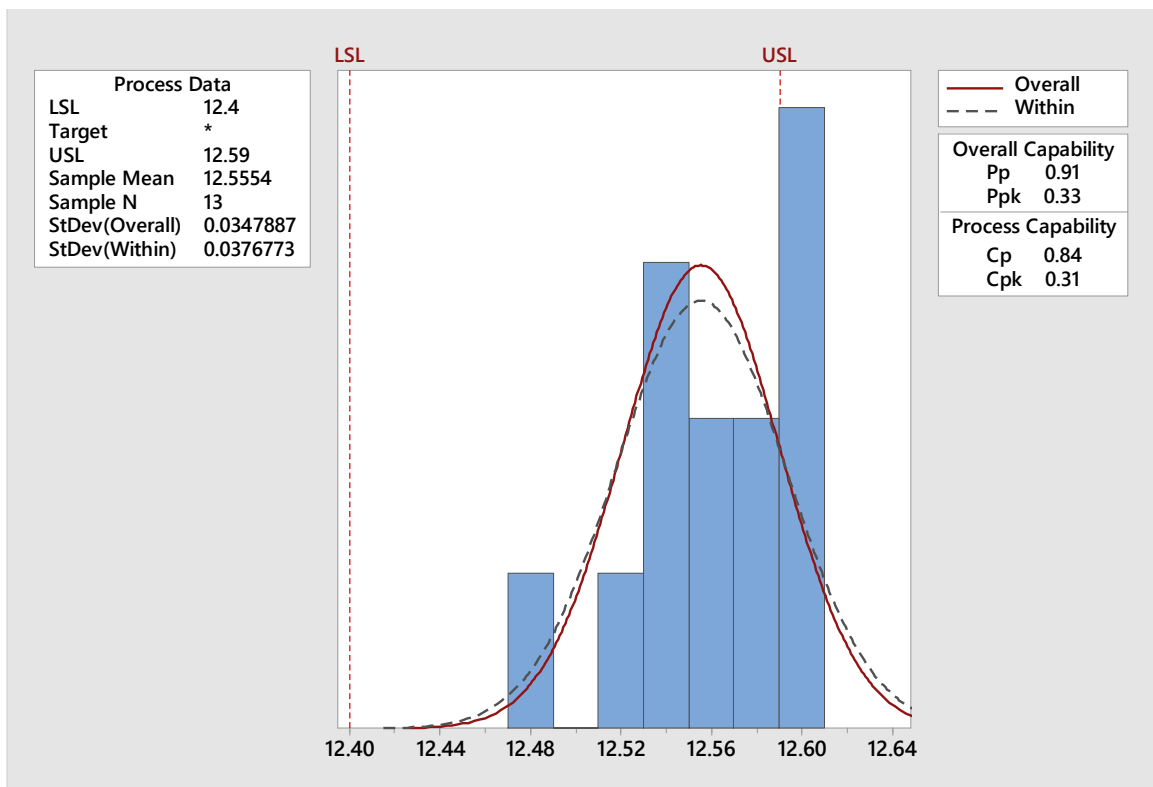 LSL USL
Process Data
LSL 12.4
Target *
USL 12.59
Sample Mean 12.5554
Sample N 13
StDev(Overall) 0.0347887
StDev(Within) 0.0376773
Overall
Within
Overall Capability
Pp 0.91
Ppk 0.33
Process Capability
Cp 0.84
Cpk 0.31
12.40 12.44 12.48 12.52 12.56 12.60 12.64